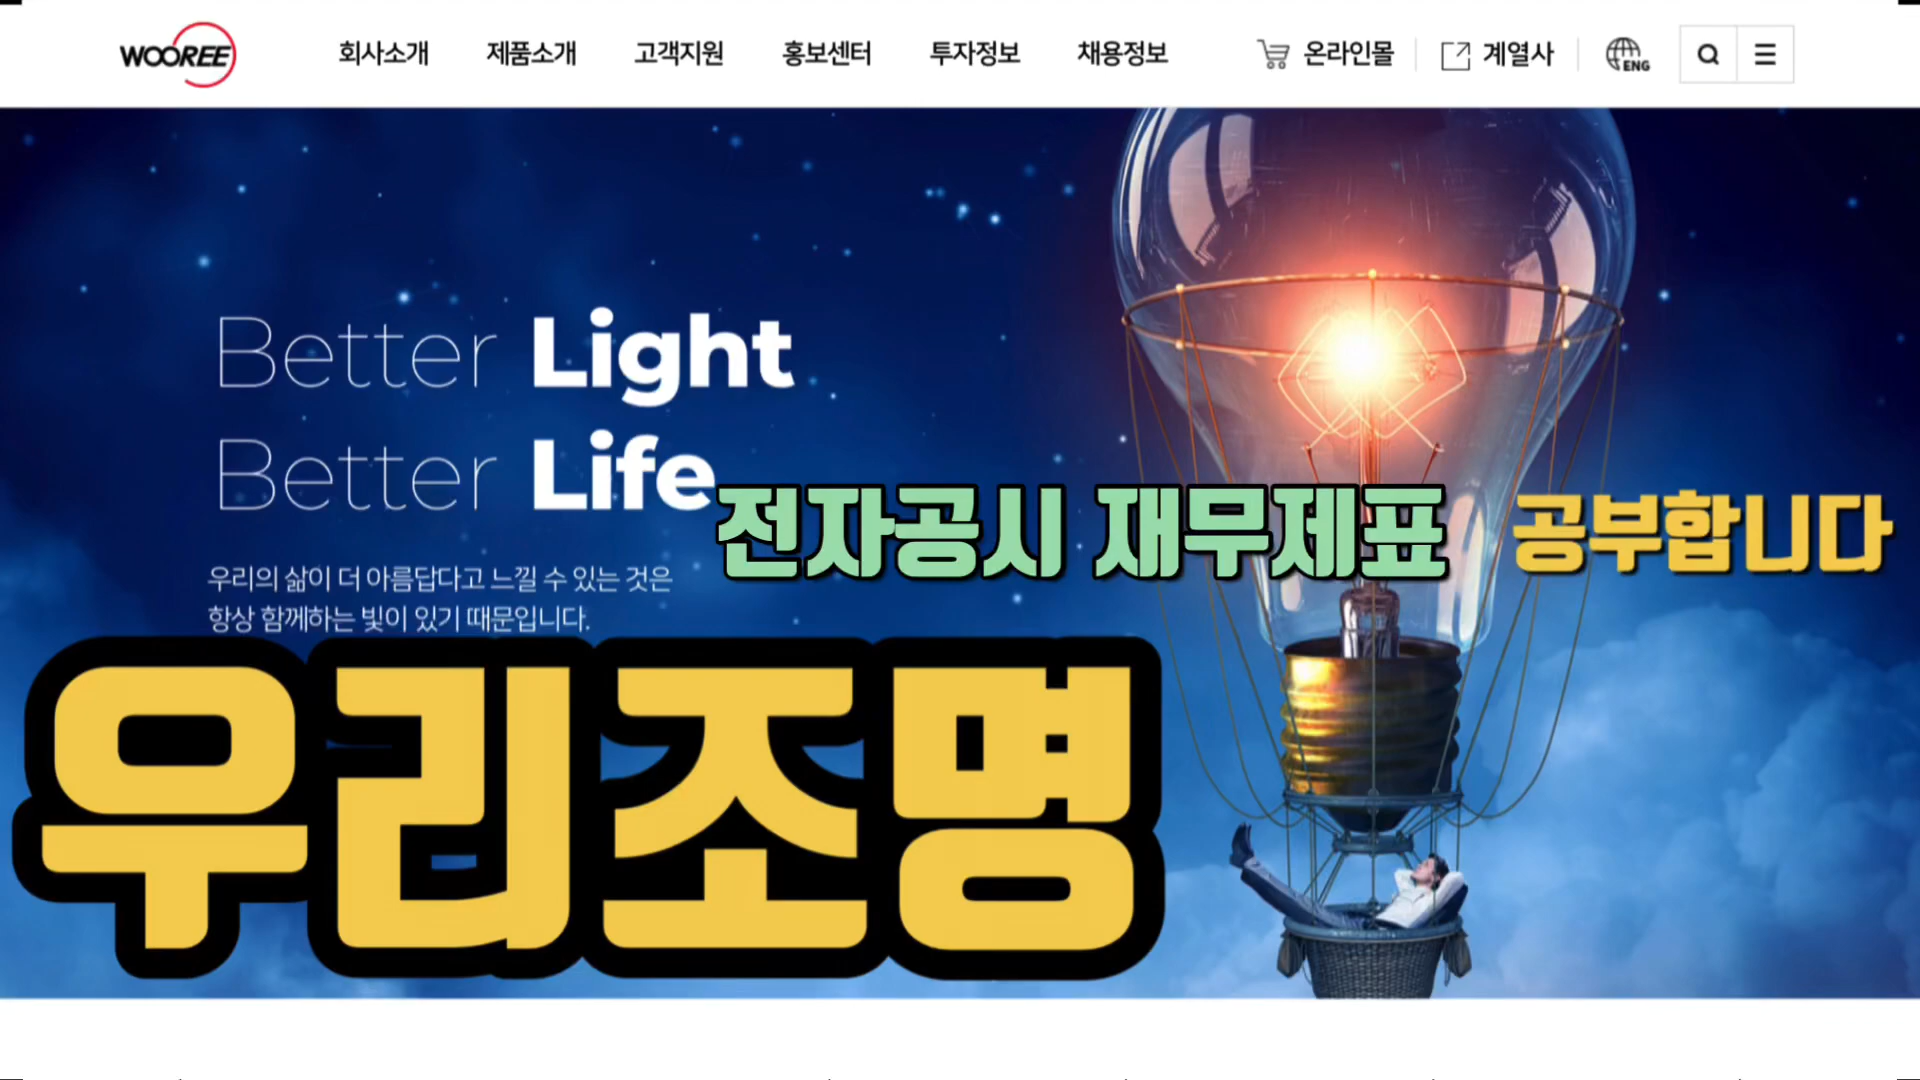 WOOREE 회사소개 제품소개 고객지원 홍보센터 투자정보 채용정보 온라인몰 계열사 ENG
Better Light
Better Life
전자공시 재무제표 공부합니다
우리의 삶이 더 아름답다고 느낄 수 있는 것은
항상 함께하는 빛이 있기 때문입니다.
우리조명